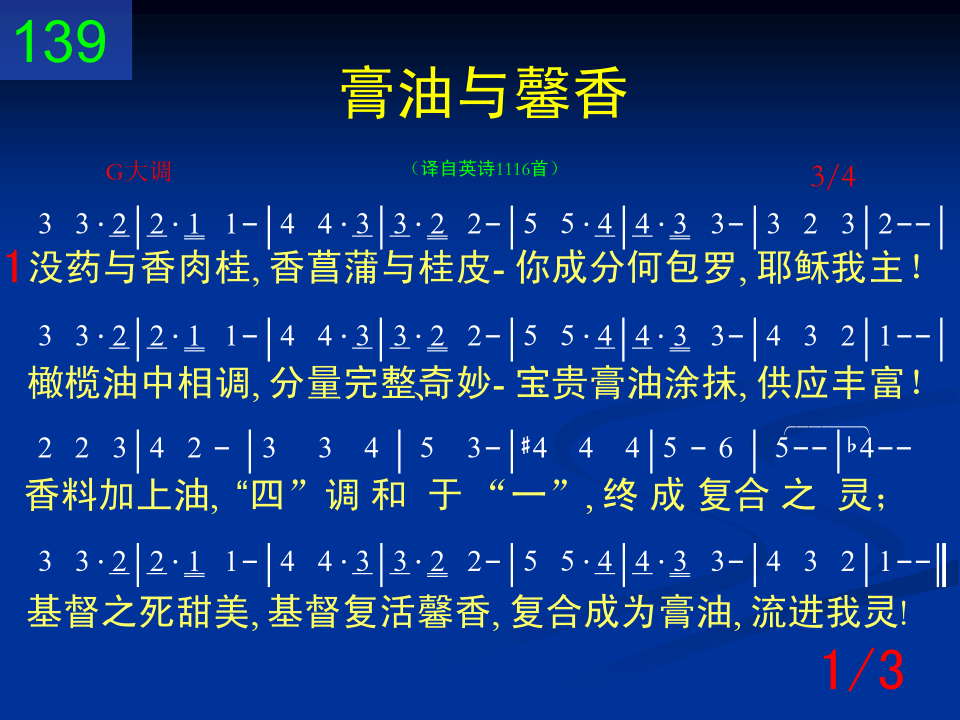 139
膏油与馨香
G大调 （译自英诗1116首） 3/4
3 3·2|2·1 1-|4 4·3|3·2 2-|5 5·4|4·3 3-|3 2 3|2--|
1没药与香肉桂, 香菖蒲与桂皮- 你成分何包罗, 耶稣我主！
3 3·2|2·1 1-|4 4·3|3·2 2-|5 5·4|4·3 3-|4 3 2|1--|
橄榄油中相调, 分量完整、奇妙- 宝贵膏油涂抹, 供应丰富！
2 2 3|4 2 -|3 3 4|5 3-|♯4 4 4|5 - 6|5--|♭4--
香料加上油, “四”调 和 于 “一”, 终 成 复合 之 灵；
3 3·2|2·1 1-|4 4·3|3·2 2-|5 5·4|4·3 3-|4 3 2|1--‖
基督之死甜美, 基督复活馨香, 复合成为膏油, 流进我灵!
1/3